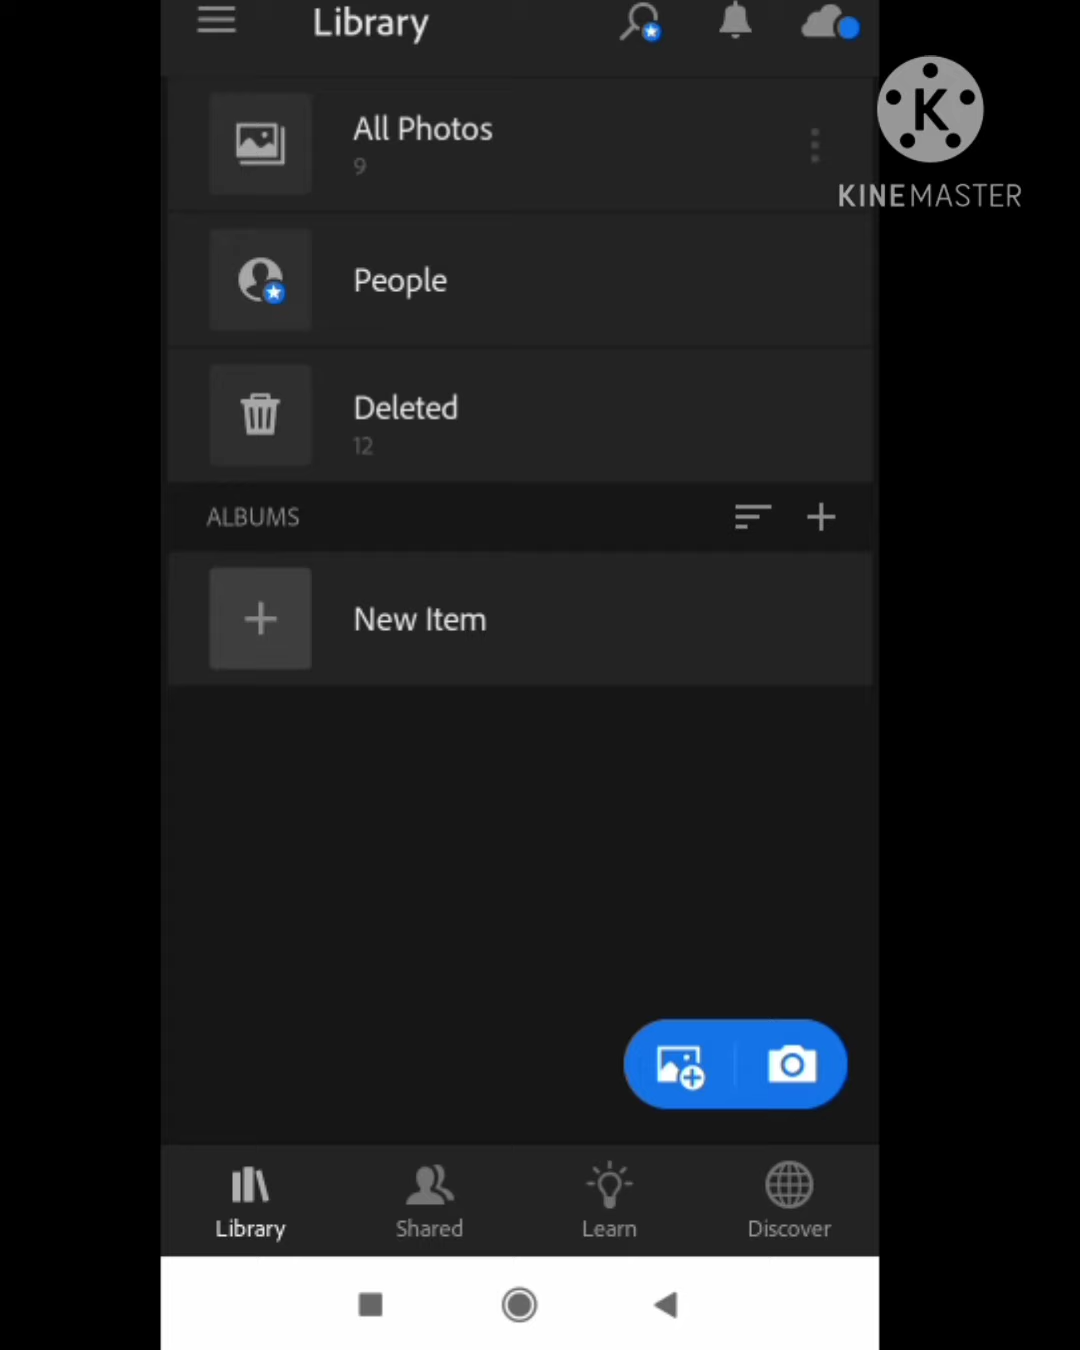 Library
All Photos
9
People
Deleted
12
ALBUMS
New Item
Library
Shared
Learn
Discover
K
KINEMASTER